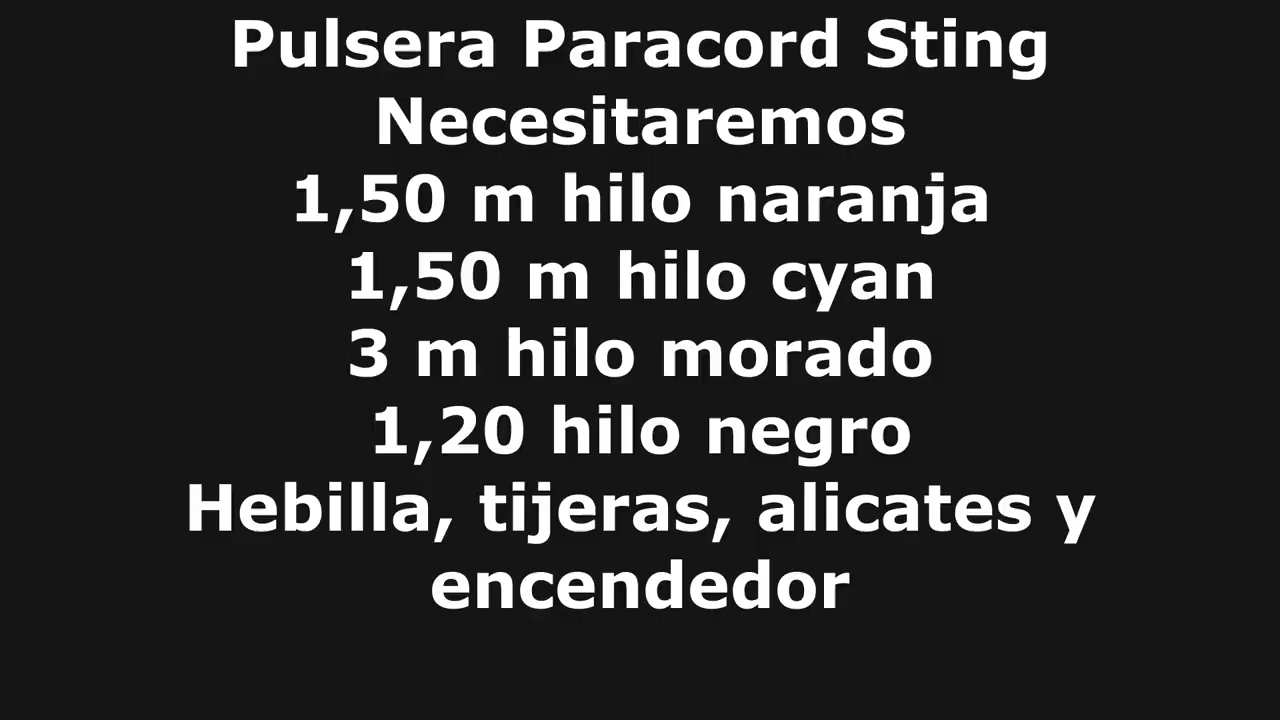 Pulsera Paracord Sting
Necesitaremos
1,50 m hilo naranja
1,50 m hilo cyan
3 m hilo morado
1,20 hilo negro
Hebilla, tijeras, alicates y
encendedor